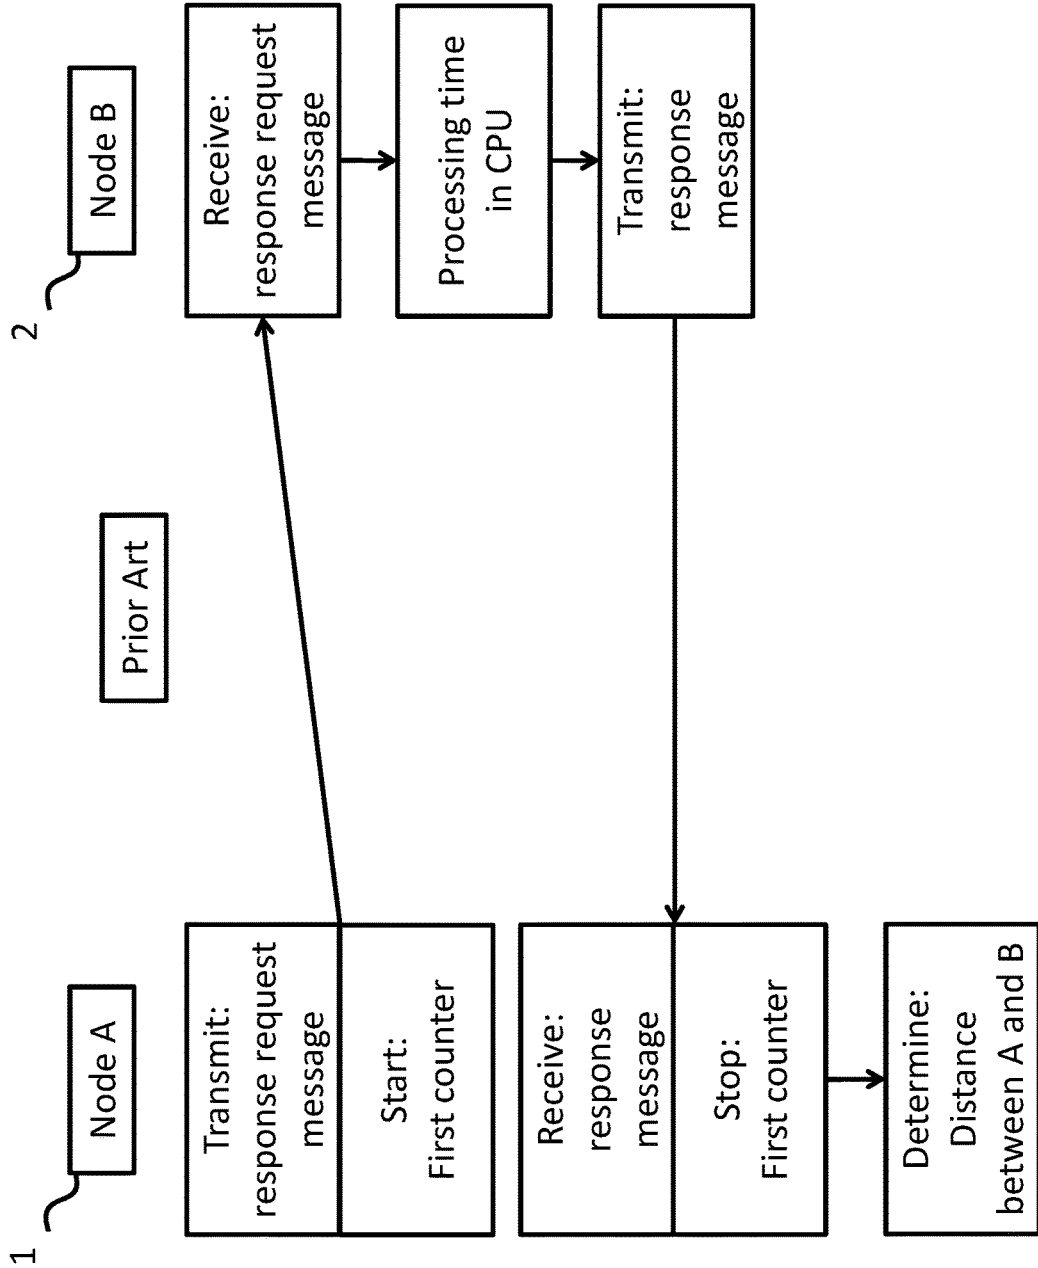 1
Node A
Prior Art
2
Node B
Transmit:
response request
message
Start:
First counter
Receive:
response
message
Stop:
First counter
Determine:
Distance
between A and B
Receive:
response request
message
Processing time
in CPU
Transmit:
response
message